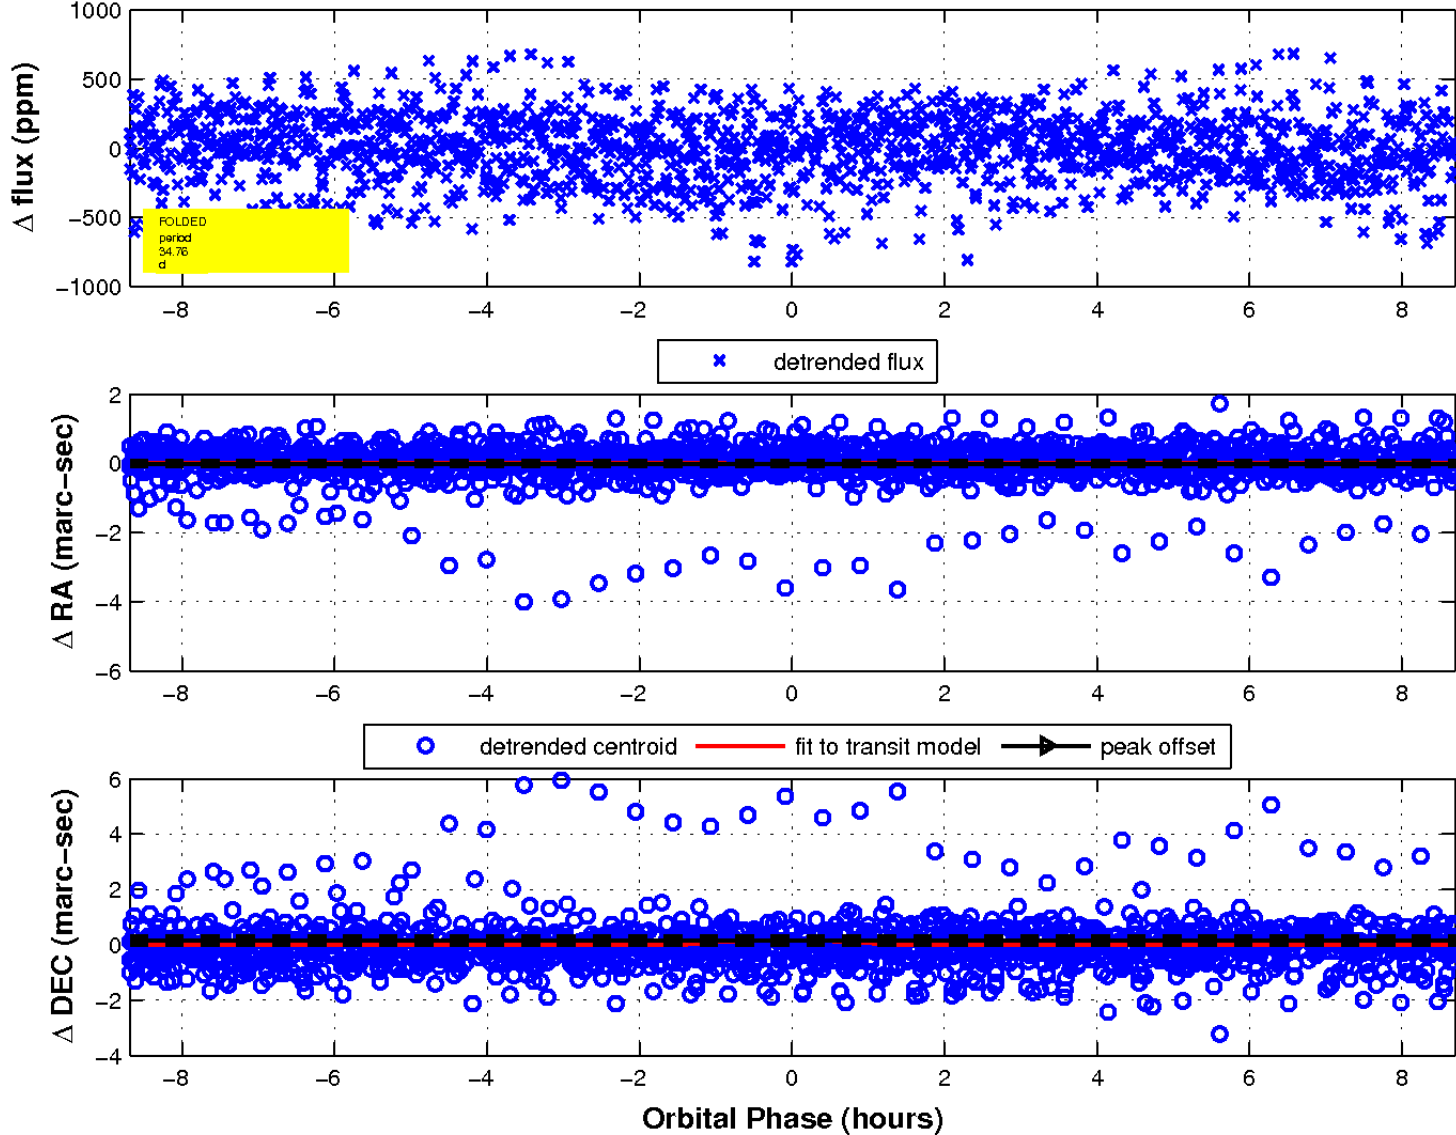 1000
500
0
−500
−1000
Δ flux (ppm)
FOLDED
period
34.76
d
−8 −6 −4 −2 0 2 4 6 8
detrended flux
2
0
−2
−4
−6
Δ RA (marc−sec)
−8 −6 −4 −2 0 2 4 6 8
detrended centroid fit to transit model peak offset
6
4
2
0
−2
−4
Δ DEC (marc−sec)
−8 −6 −4 −2 0 2 4 6 8
Orbital Phase (hours)